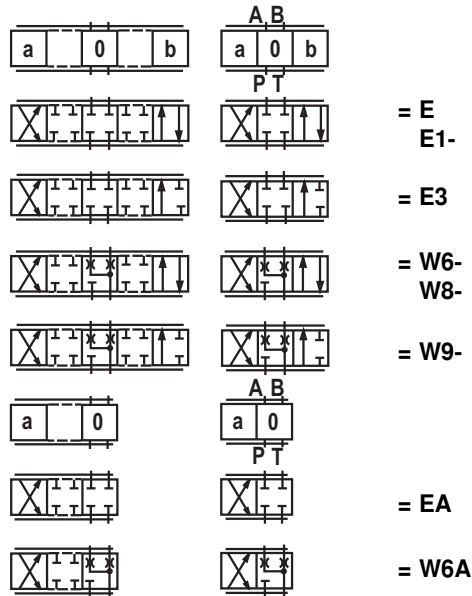 A B
a 0 b a 0 b
P T
= E
E1-
= E3
= W6-
W8-
= W9-
A B
a 0 a 0
P T
= EA
= W6A